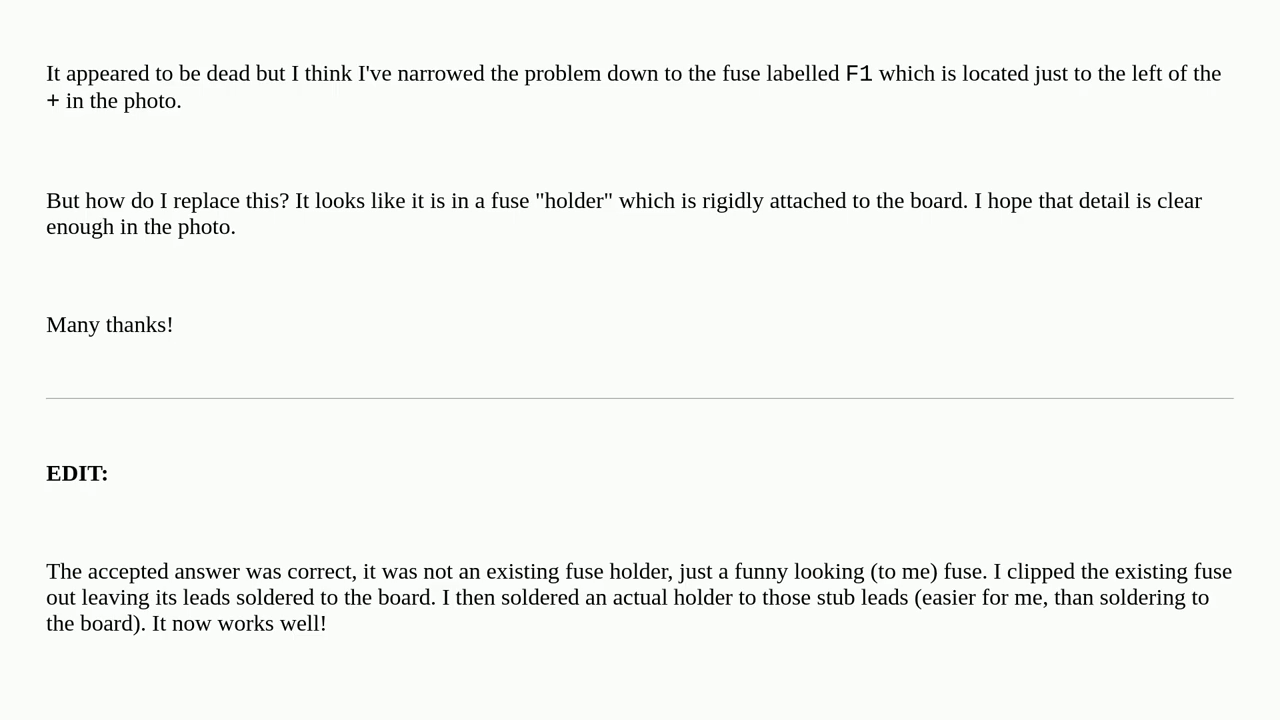 It appeared to be dead but I think I've narrowed the problem down to the fuse labelled F1 which is located just to the left of the
+ in the photo.
But how do I replace this? It looks like it is in a fuse "holder" which is rigidly attached to the board. I hope that detail is clear
enough in the photo.
Many thanks!
EDIT:
The accepted answer was correct, it was not an existing fuse holder, just a funny looking (to me) fuse. I clipped the existing fuse
out leaving its leads soldered to the board. I then soldered an actual holder to those stub leads (easier for me, than soldering to
the board). It now works well!